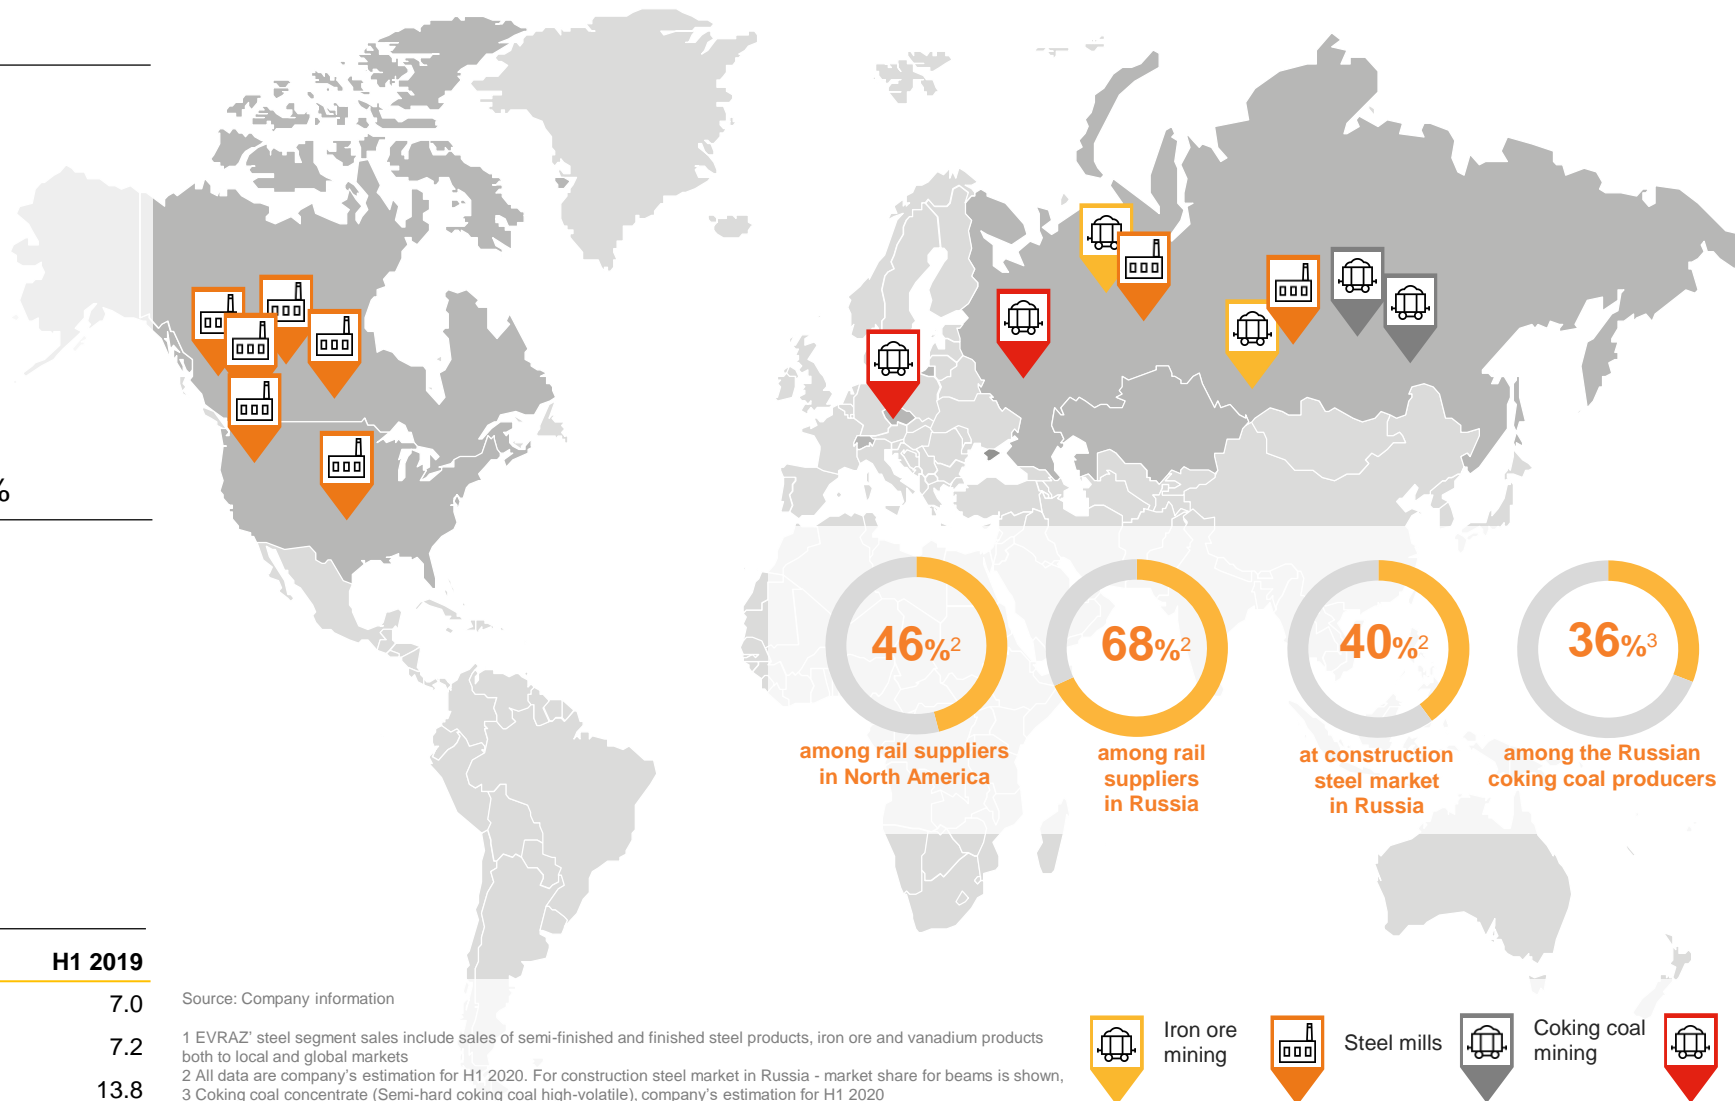 %
46%2
68%2
40%2
36%3
among rail suppliers
in North America
among rail
suppliers
in Russia
at construction
steel market
in Russia
among the Russian
coking coal producers
H1 2019
7.0
7.2
13.8
Source: Company information
1 EVRAZ' steel segment sales include sales of semi-finished and finished steel products, iron ore and vanadium products
both to local and global markets
2 All data are company's estimation for H1 2020. For construction steel market in Russia - market share for beams is shown,
3 Coking coal concentrate (Semi-hard coking coal high-volatile), company's estimation for H1 2020
Iron ore
mining
Steel mills
Coking coal
mining